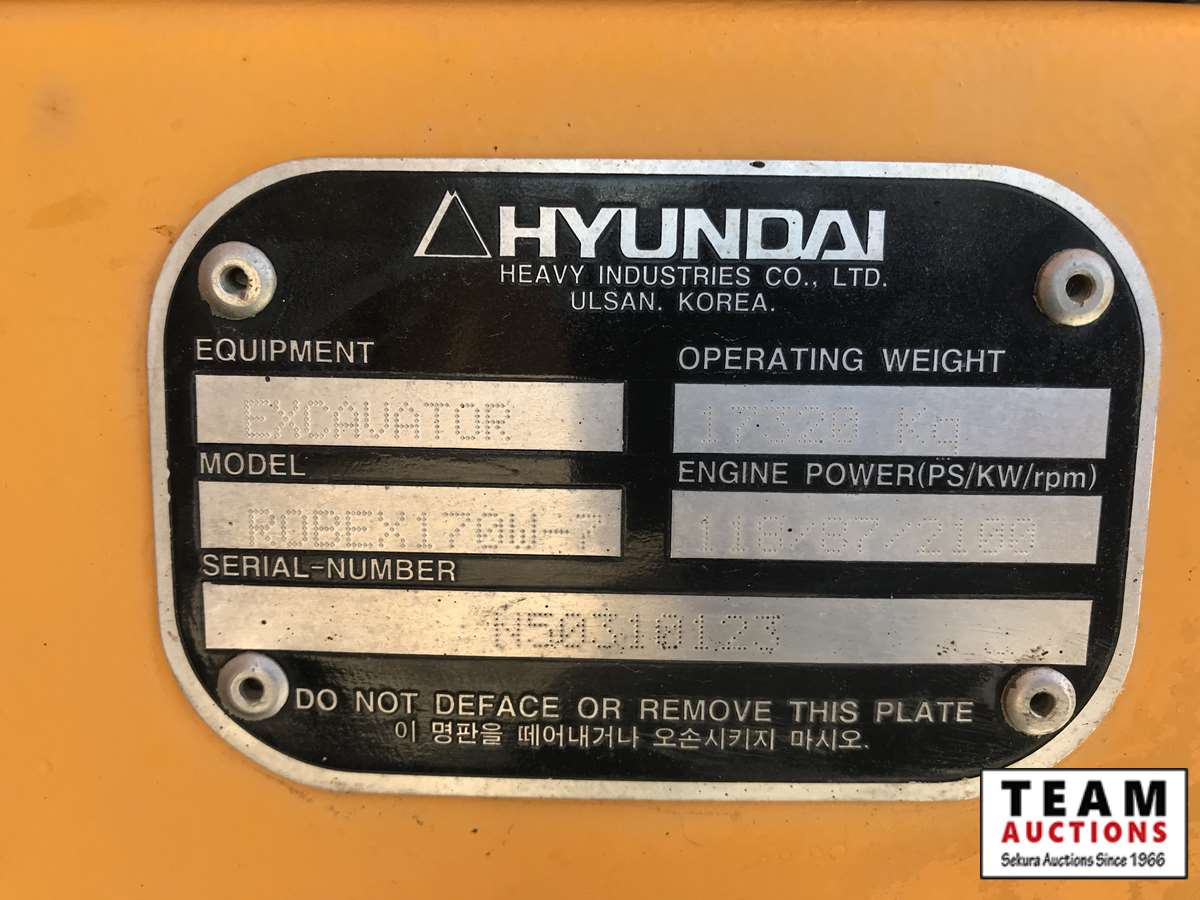 HYUNDAI
HEAVY INDUSTRIES CO., LTD.
ULSAN. KOREA.
EQUIPMENT
EXCAVATOR
OPERATING WEIGHT
17320 Kg
MODEL
ROBEX170W-7
ENGINE POWER(PS/KW/rpm)
118/87/2100
SERIAL-NUMBER
N50310123
DO NOT DEFACE OR REMOVE THIS PLATE
이 명판을 떼어내거나 오손시키지 마시오.
TEAM
AUCTIONS
Sekura Auctions Since 1966